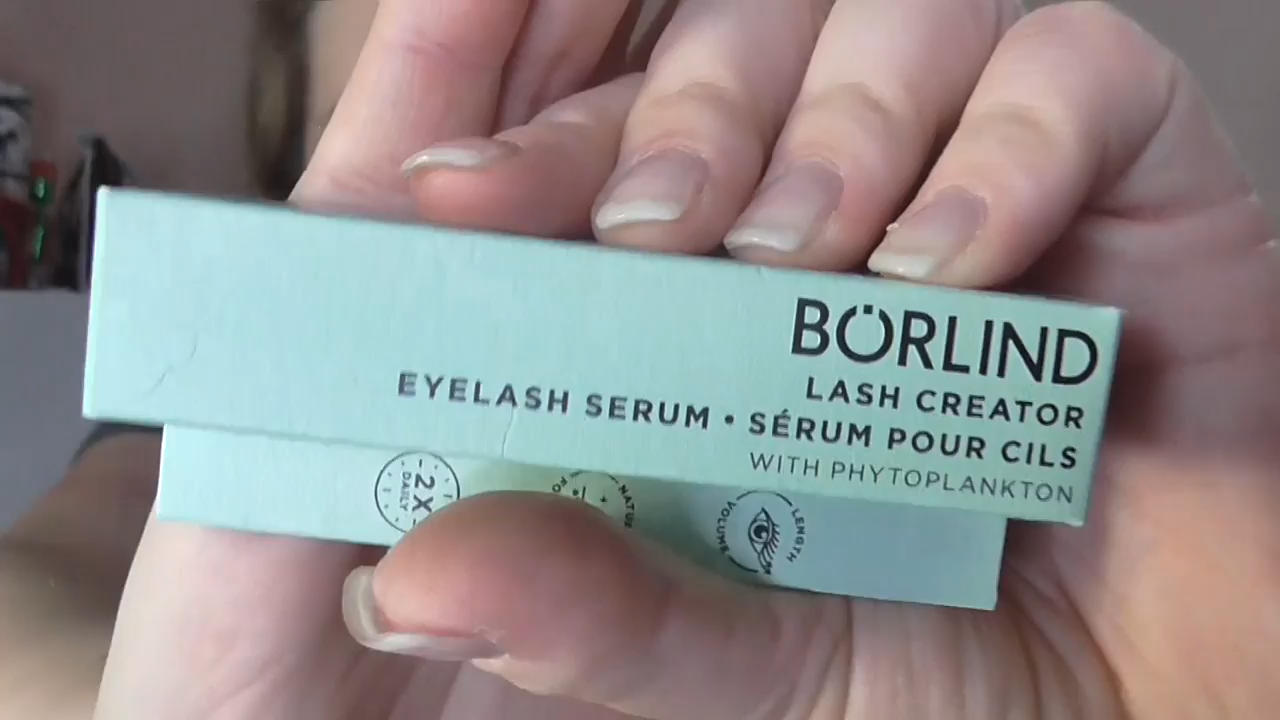 BÖRLIND
LASH CREATOR
EYELASH SERUM • SÉRUM POUR CILS
WITH PHYTOPLANKTON
2X
DAILY
LENGTH
VOLUME